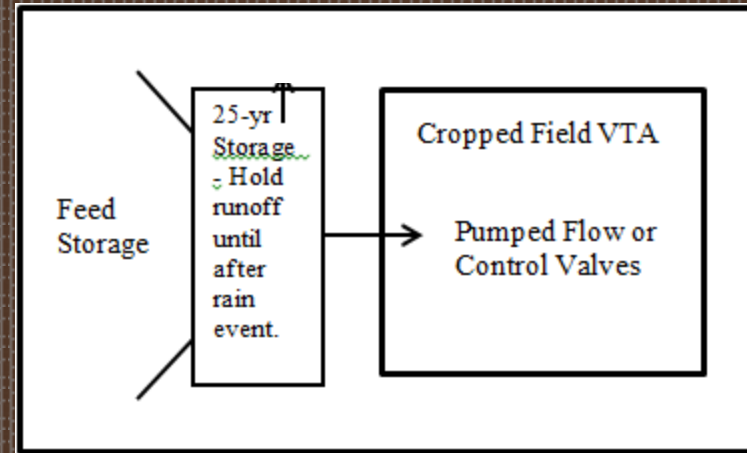 Feed
Storage
25-yr
Storage
- Hold
runoff
until
after
rain
event.
Cropped Field VTA
Pumped Flow or
Control Valves